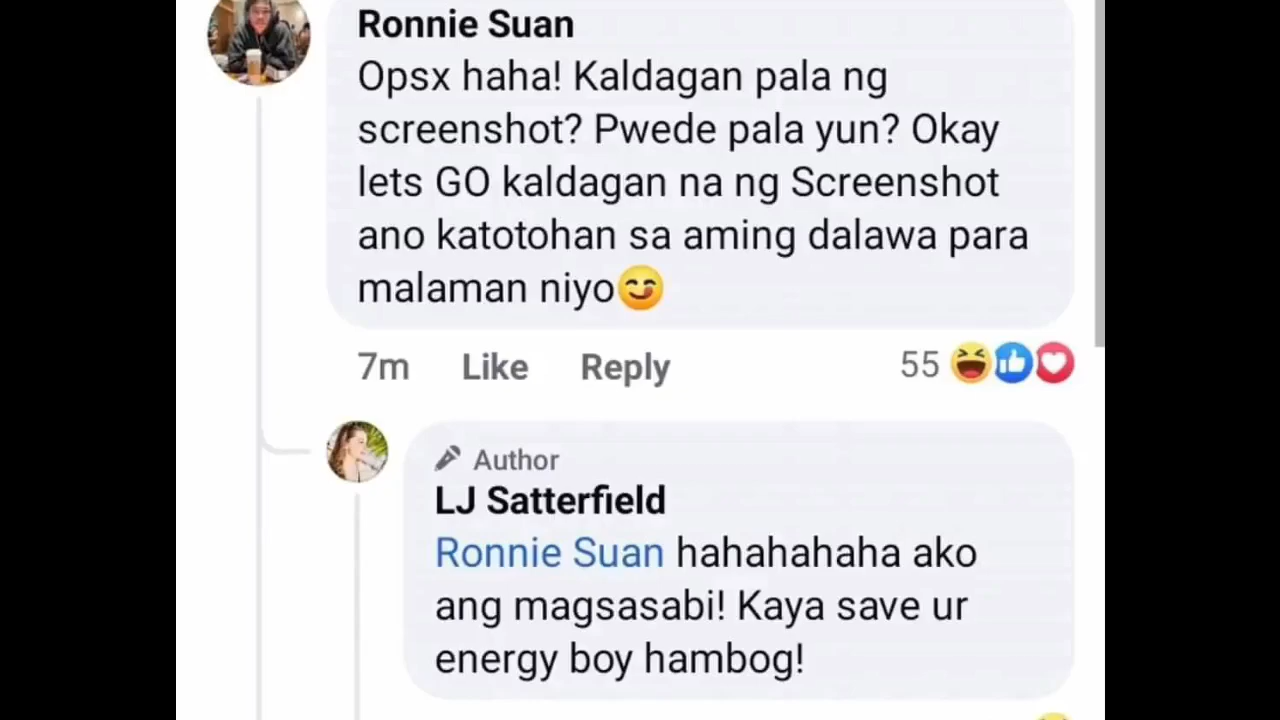 Ronnie Suan
Opsx haha! Kaldagan pala ng
screenshot? Pwede pala yun? Okay
lets GO kaldagan na ng Screenshot
ano katotohan sa aming dalawa para
malaman niyo😋
7m Like Reply 55
Author
LJ Satterfield
Ronnie Suan hahahahaha ako
ang magsasabi! Kaya save ur
energy boy hambog!